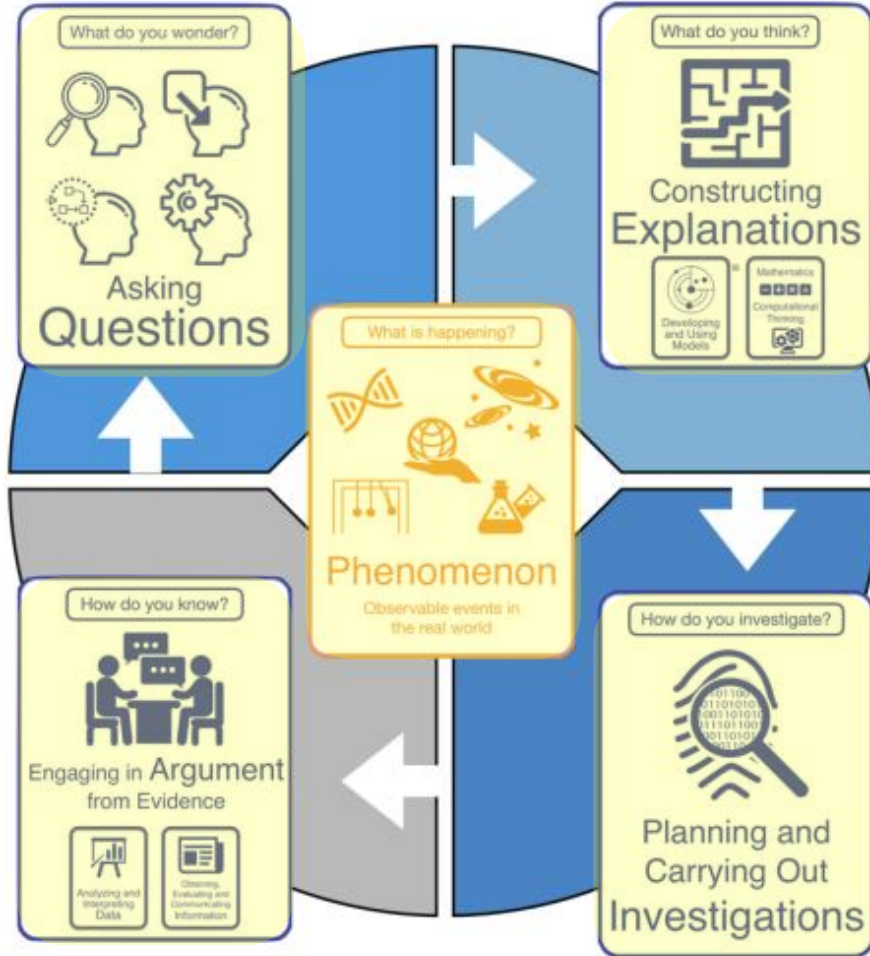 What do you wonder?
Asking
Questions
What do you think?
Constructing
Explanations
Developing
and Using
Models
Mathematics
Computational
Thinking
What is happening?
Phenomenon
Observable events in
the real world
How do you know?
Engaging in Argument
from Evidence
Analyzing and
Interpreting
Data
Obtaining,
Evaluating and
Communicating
Information
How do you investigate?
Planning and
Carrying Out
Investigations